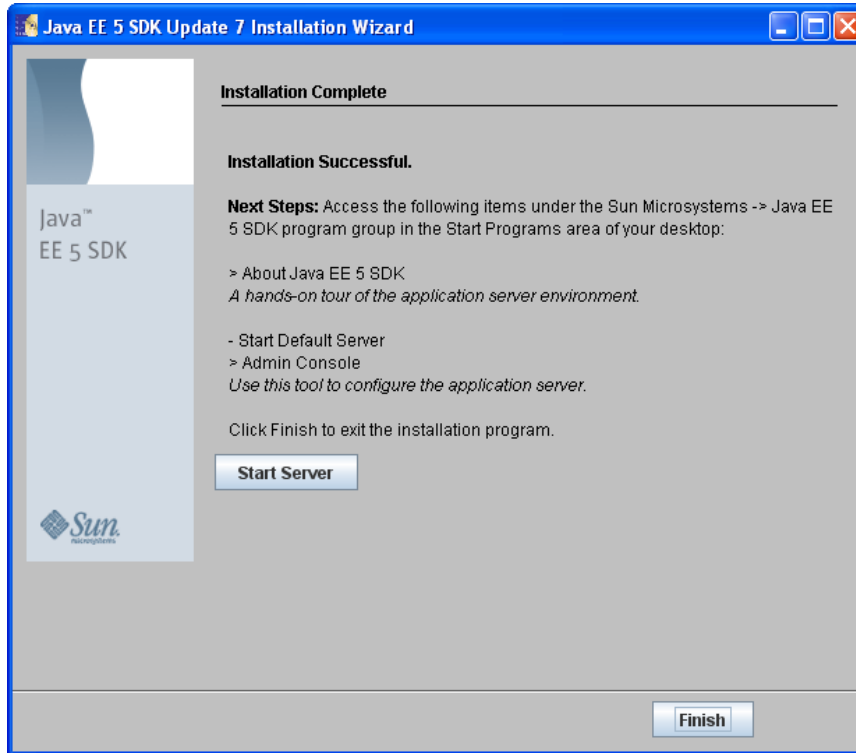 Java EE 5 SDK Update 7 Installation Wizard
Installation Complete
Installation Successful.
Next Steps: Access the following items under the Sun Microsystems -> Java EE
5 SDK program group in the Start Programs area of your desktop:
> About Java EE 5 SDK
A hands-on tour of the application server environment.
- Start Default Server
> Admin Console
Use this tool to configure the application server.
Click Finish to exit the installation program.
Start Server
Java™
EE 5 SDK
Sun
microsystems
Finish